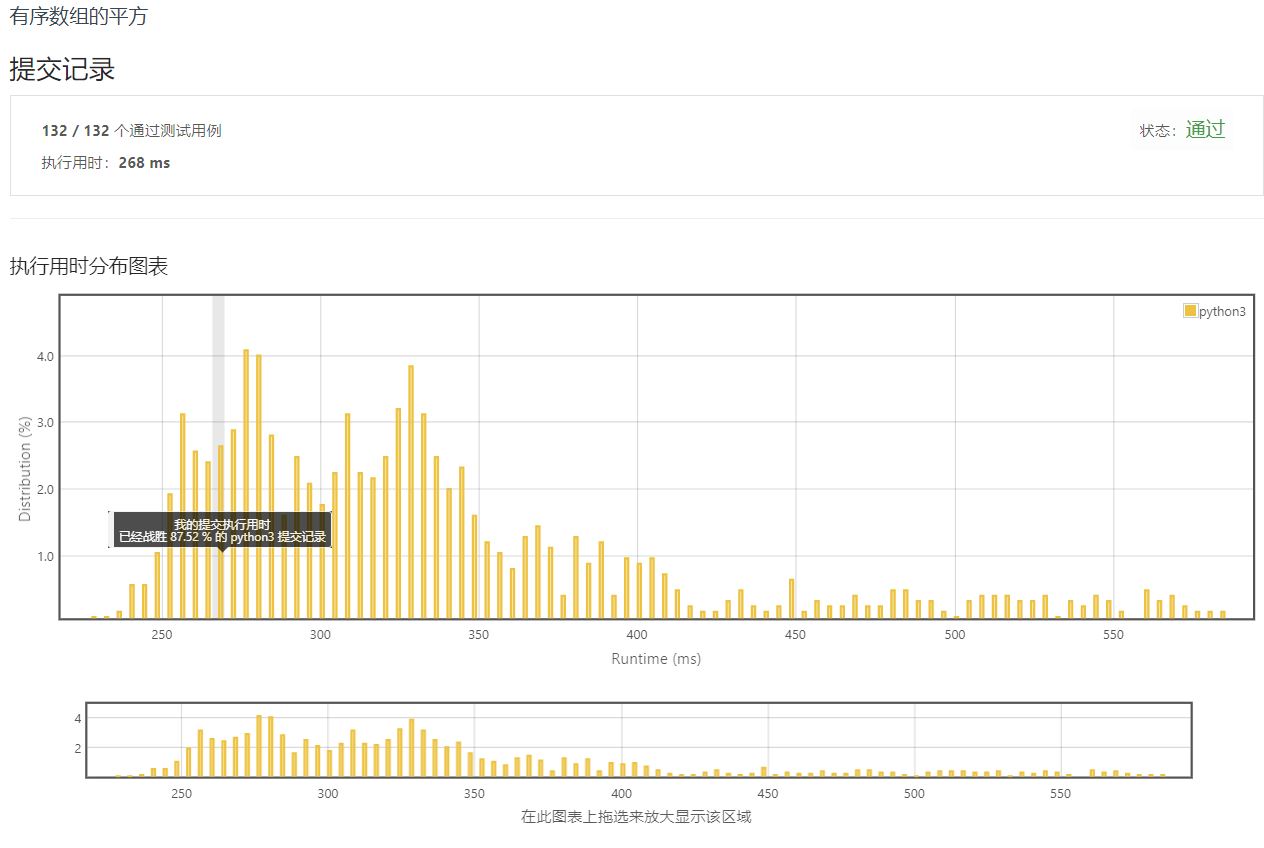 有序数组的平方
提交记录
132 / 132 个通过测试用例
状态：通过
执行用时：268 ms
执行用时分布图表
python3
Distribution (%)
4.0
3.0
2.0
1.0
我的提交执行用时
已经战胜 87.52 % 的 python3 提交记录
250 300 350 400 450 500 550
Runtime (ms)
4
2
250 300 350 400 450 500 550
在此图表上拖选来放大显示该区域